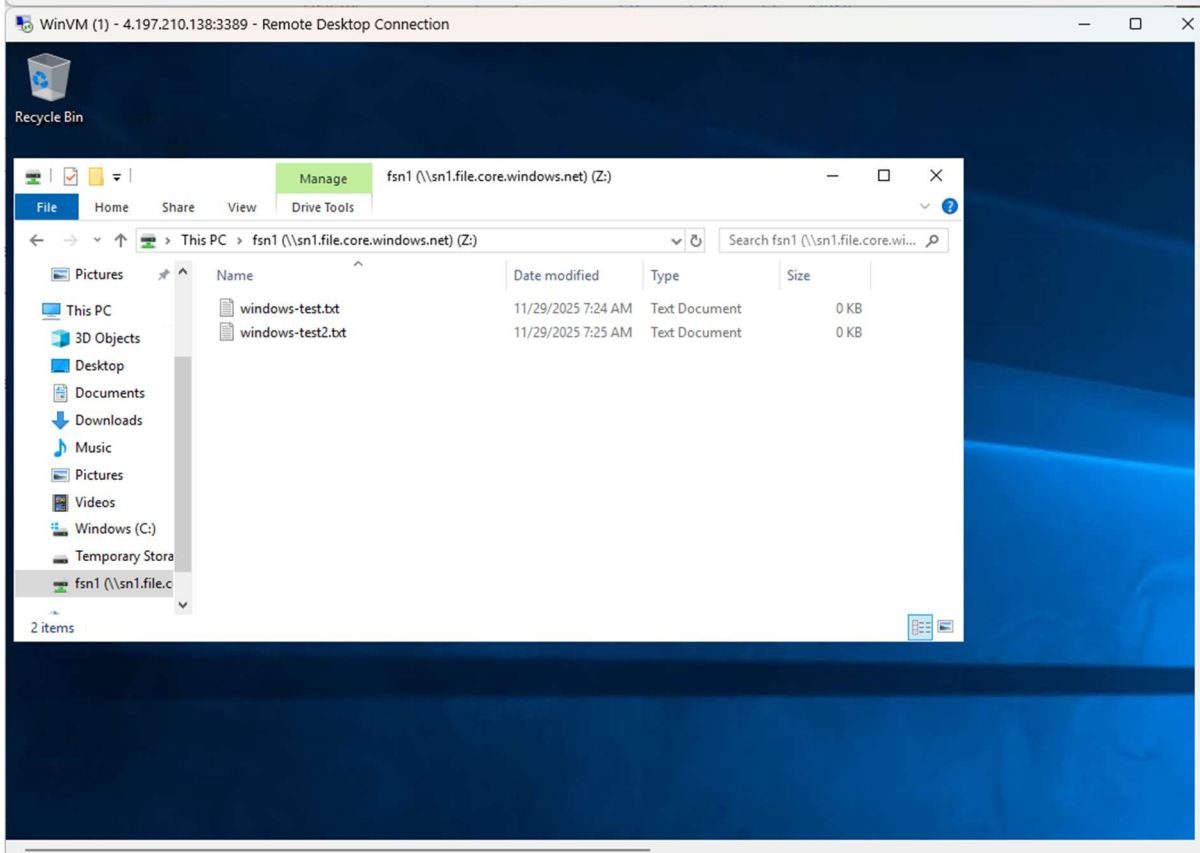 WinVM (1) - 4.197.210.138:3389 - Remote Desktop Connection
Recycle Bin
Manage fsn1 (\\sn1.file.core.windows.net) (Z:)
File Home Share View Drive Tools
This PC > fsn1 (\\sn1.file.core.windows.net) (Z:) Search fsn1 (\\sn1.file.core.wi...
Pictures Name Date modified Type Size
This PC windows-test.txt 11/29/2025 7:24 AM Text Document 0 KB
3D Objects windows-test2.txt 11/29/2025 7:25 AM Text Document 0 KB
Desktop
Documents
Downloads
Music
Pictures
Videos
Windows (C:)
Temporary Stora
fsn1 (\\sn1.file.c
2 items